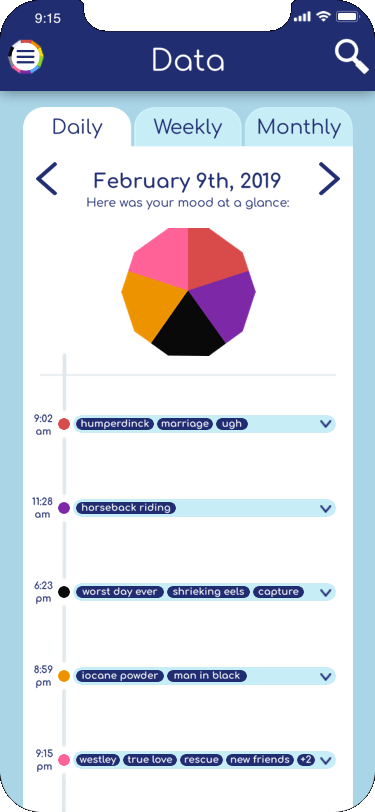 9:15
Data
Daily Weekly Monthly
February 9th, 2019
Here was your mood at a glance:
9:02 am humperdinck marriage ugh
11:28 am horseback riding
6:23 pm worst day ever shrieking eels capture
8:59 pm iocane powder man in black
9:15 pm westley true love rescue new friends +2